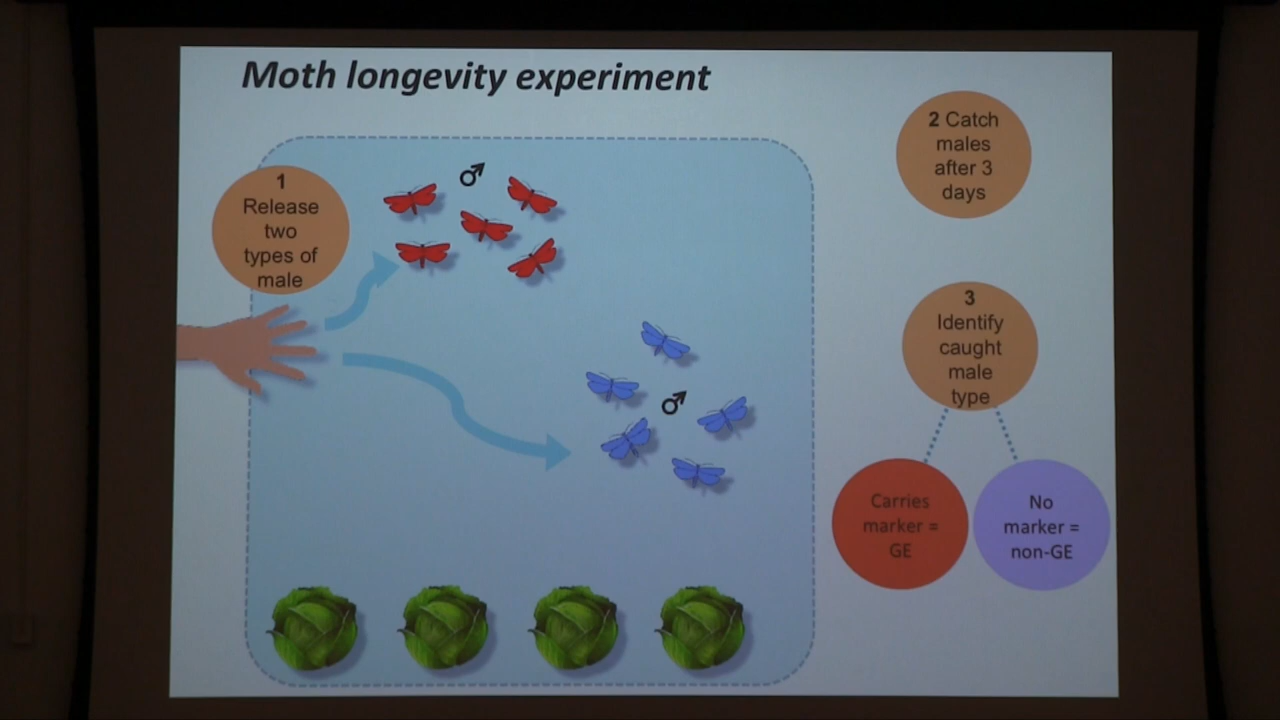 Moth longevity experiment
1
Release
two
types of
male
♂
♂
2 Catch
males
after 3
days
3
Identify
caught
male
type
Carries
marker =
GE
No
marker =
non-GE